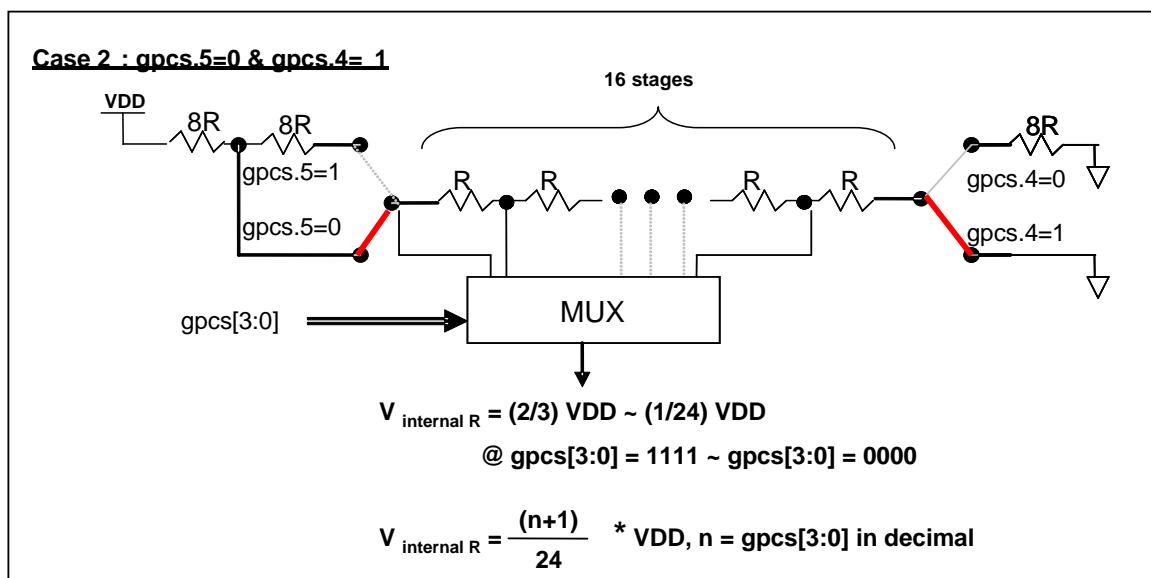 Case 2 : gpcs.5=0 & gpcs.4= 1
16 stages
VDD
8R
8R
8R
gpcs.5=1
R
R
R
R
gpcs.4=0
gpcs.5=0
gpcs.4=1
MUX
gpcs[3:0]
V internal R = (2/3) VDD ~ (1/24) VDD
@ gpcs[3:0] = 1111 ~ gpcs[3:0] = 0000
(n+1)
V internal R = * VDD, n = gpcs[3:0] in decimal
24